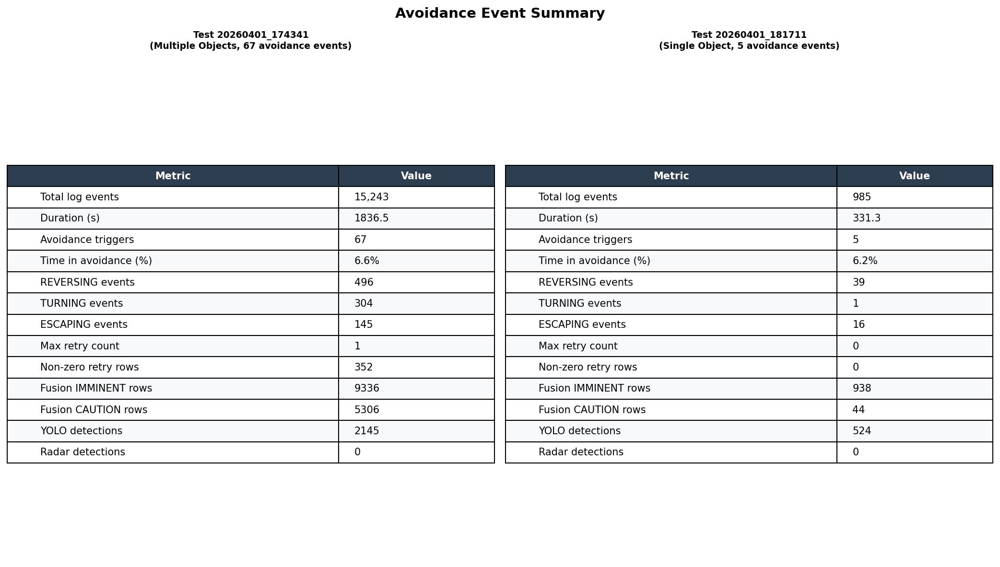 Avoidance Event Summary
Test 20260401_174341
(Multiple Objects, 67 avoidance events)
Metric Value
Total log events 15,243
Duration (s) 1836.5
Avoidance triggers 67
Time in avoidance (%) 6.6%
REVERSING events 496
TURNING events 304
ESCAPING events 145
Max retry count 1
Non-zero retry rows 352
Fusion IMMINENT rows 9336
Fusion CAUTION rows 5306
YOLO detections 2145
Radar detections 0
Test 20260401_181711
(Single Object, 5 avoidance events)
Metric Value
Total log events 985
Duration (s) 331.3
Avoidance triggers 5
Time in avoidance (%) 6.2%
REVERSING events 39
TURNING events 1
ESCAPING events 16
Max retry count 0
Non-zero retry rows 0
Fusion IMMINENT rows 938
Fusion CAUTION rows 44
YOLO detections 524
Radar detections 0